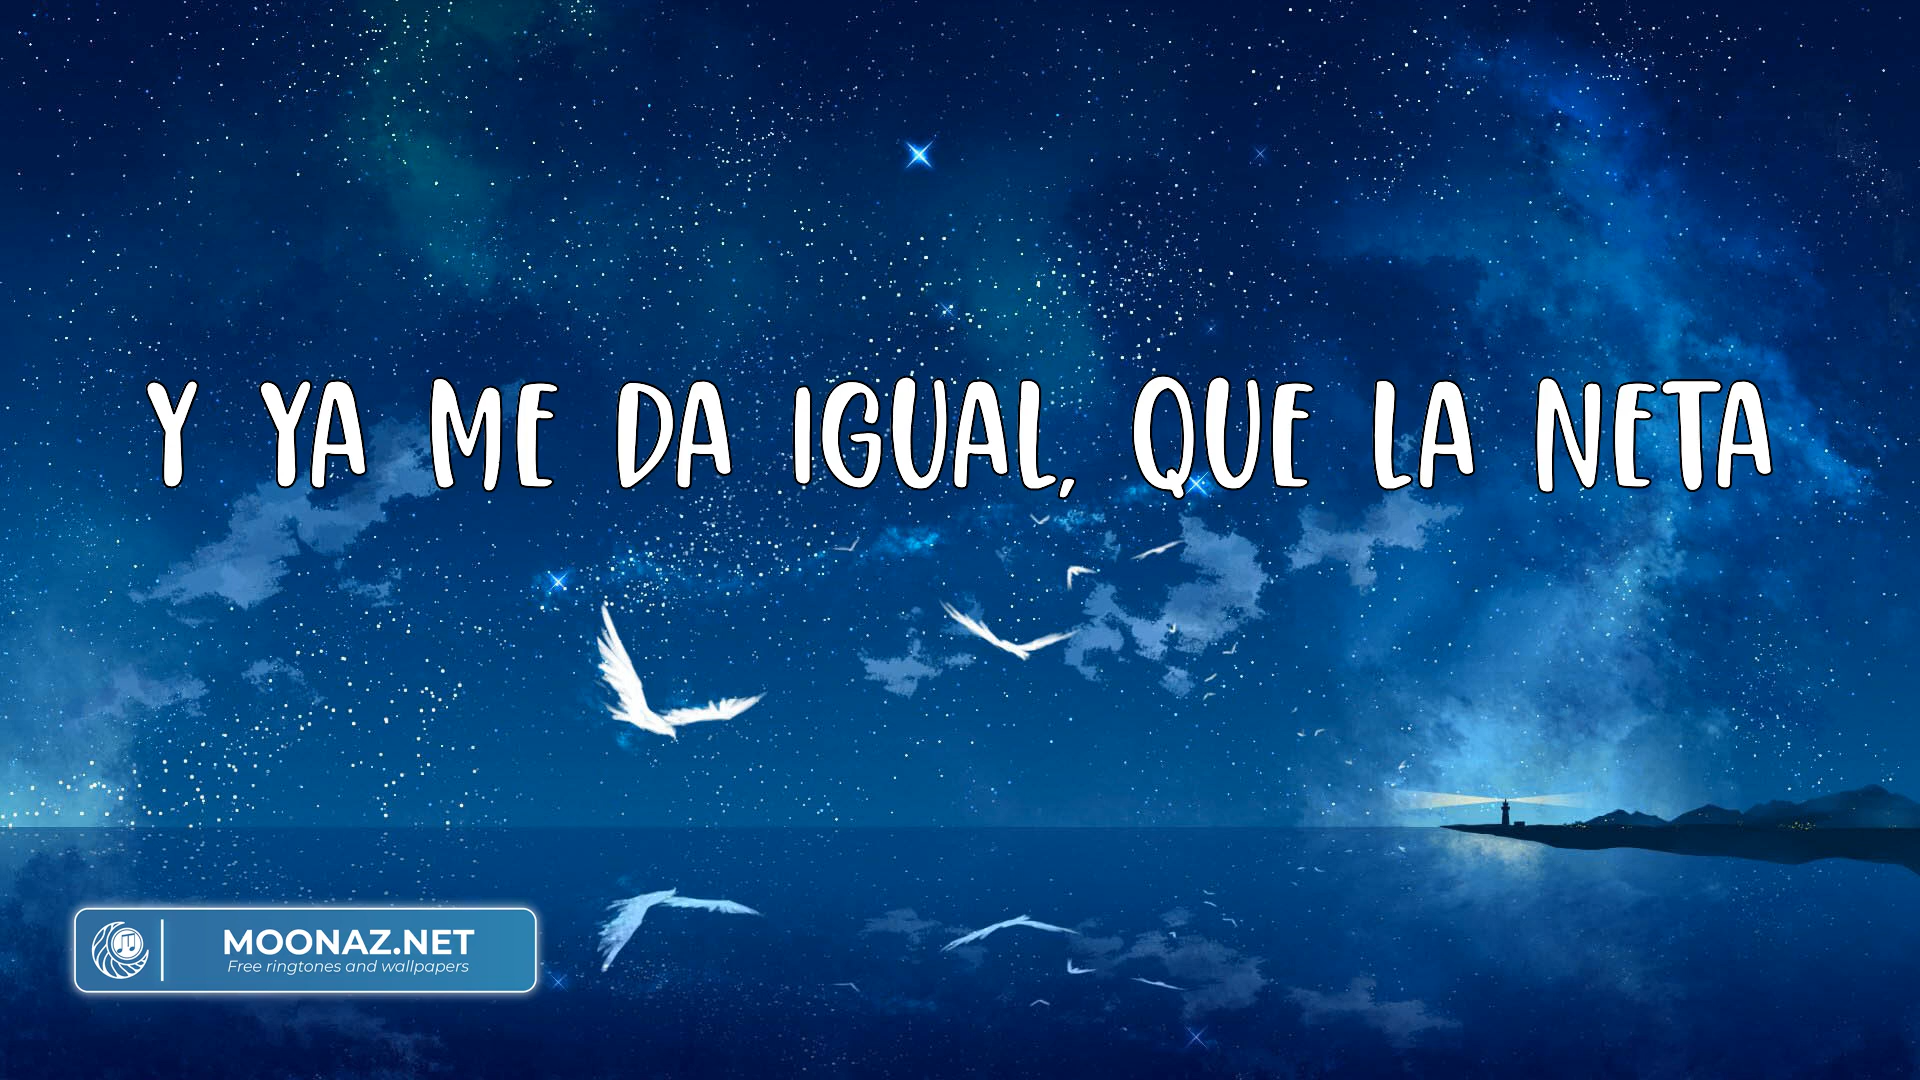 Y YA ME DA IGUAL, QUE LA NETA
MOONAZ.NET
Free ringtones and wallpapers